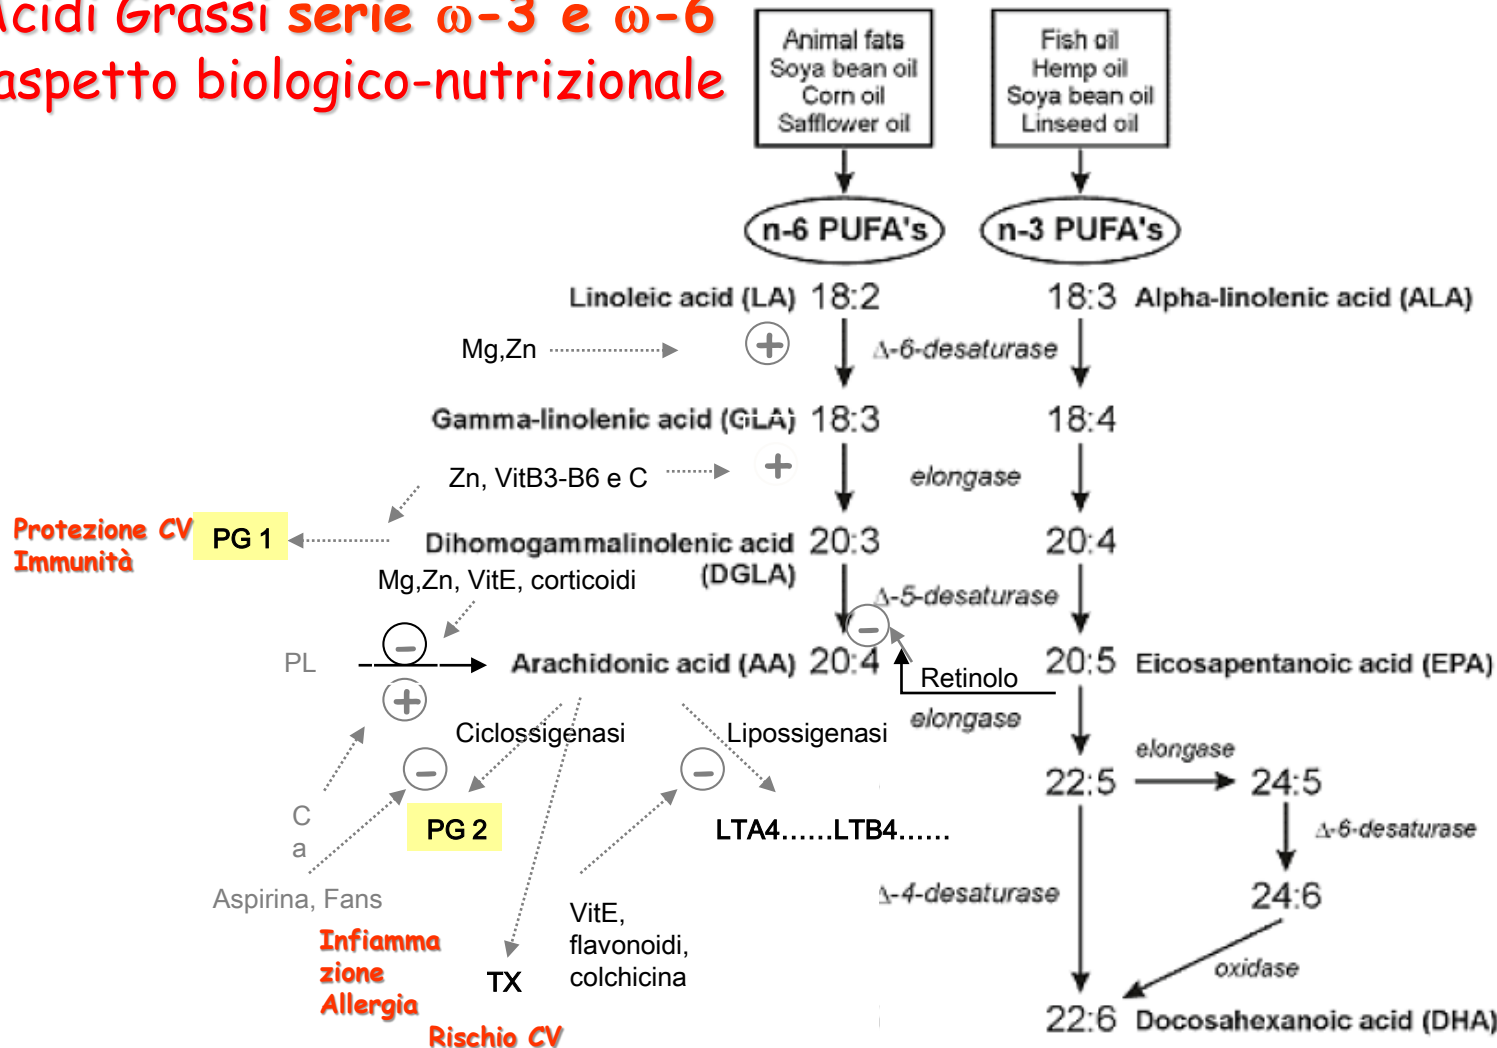 Acidi Grassi serie ω-3 e ω-6
aspetto biologico-nutrizionale
Animal fats
Soya bean oil
Corn oil
Safflower oil
Fish oil
Hemp oil
Soya bean oil
Linseed oil
n-6 PUFA's
n-3 PUFA's
Linoleic acid (LA) 18:2
18:3 Alpha-linolenic acid (ALA)
Mg,Zn
+
Δ-6-desaturase
Gamma-linolenic acid (GLA) 18:3
18:4
Zn, VitB3-B6 e C
+
elongase
Protezione CV
Immunità
PG 1
Dihomogammalinolenic acid 20:3
(DGLA)
20:4
Mg,Zn, VitE, corticoidi
Δ-5-desaturase
−
−
PL
Arachidonic acid (AA) 20:4
20:5 Eicosapentanoic acid (EPA)
Retinolo
+
elongase
Ciclossigenasi
Lipossigenasi
−
−
elongase
22:5
24:5
C
a
PG 2
LTA4......LTB4......
Δ-6-desaturase
Aspirina, Fans
Δ-4-desaturase
24:6
VitE,
flavonoidi,
colchicina
Infiamma
zione
Allergia
TX
oxidase
Rischio CV
22:6 Docosahexanoic acid (DHA)